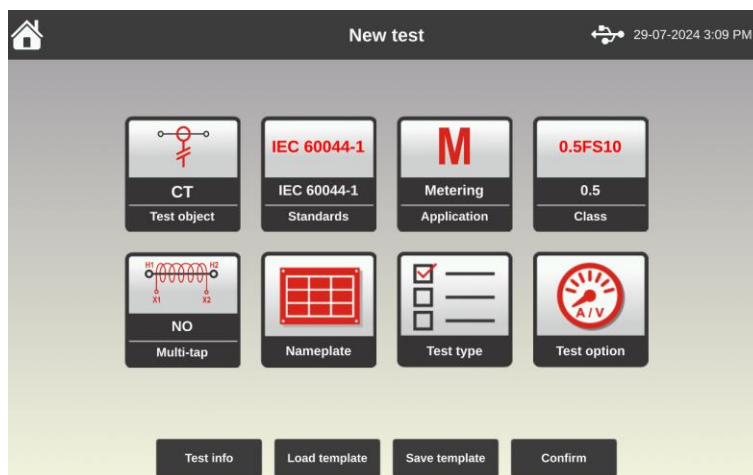 New test
29-07-2024 3:09 PM
IEC 60044-1
M
0.5FS10
CT
IEC 60044-1
Metering
0.5
Test object
Standards
Application
Class
H1
H2
X1
X2
A/V
NO
Multi-tap
Nameplate
Test type
Test option
Test info
Load template
Save template
Confirm